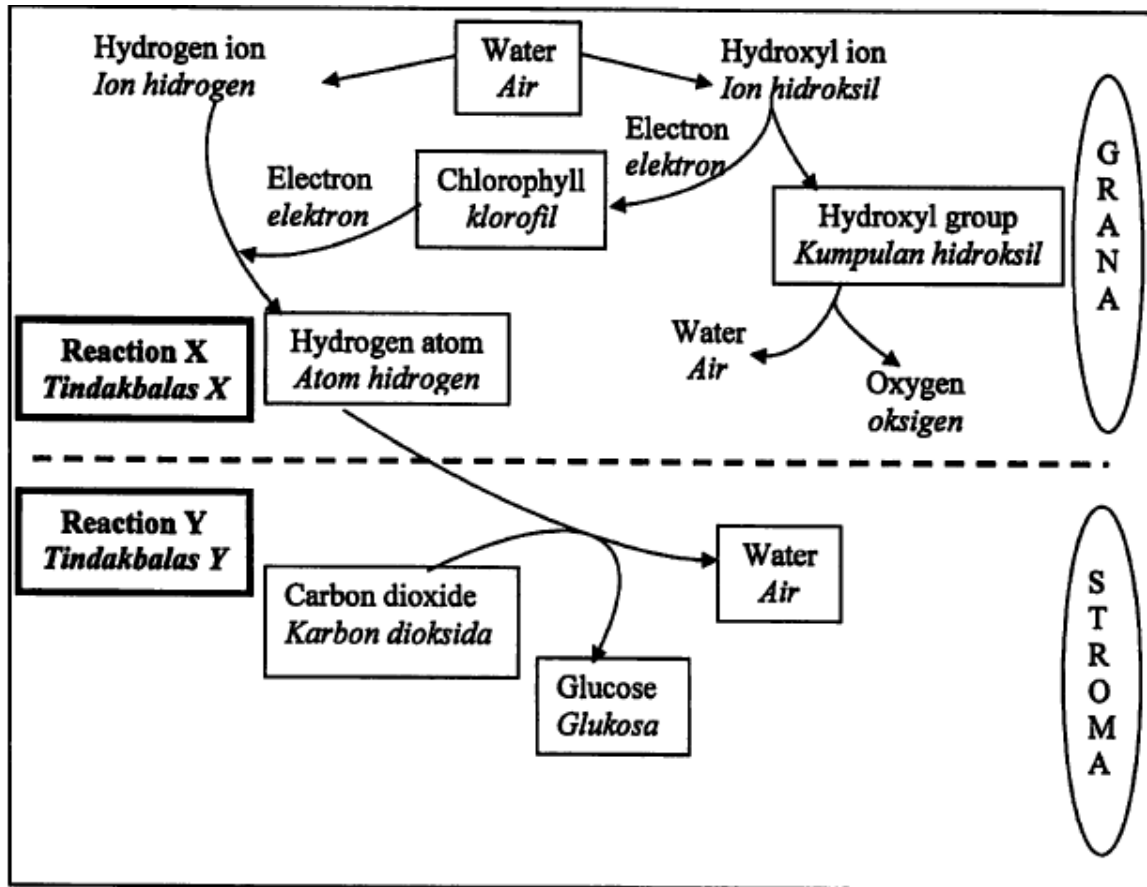 Hydrogen ion
Ion hidrogen
Water
Air
Hydroxyl ion
Ion hidroksil
Electron
elektron
Electron
elektron
Chlorophyll
klorofil
Hydroxyl group
Kumpulan hidroksil
GRANA
Reaction X
Tindakbalas X
Hydrogen atom
Atom hidrogen
Water
Air
Oxygen
oksigen
Reaction Y
Tindakbalas Y
Water
Air
Carbon dioxide
Karbon dioksida
Glucose
Glukosa
STROMA